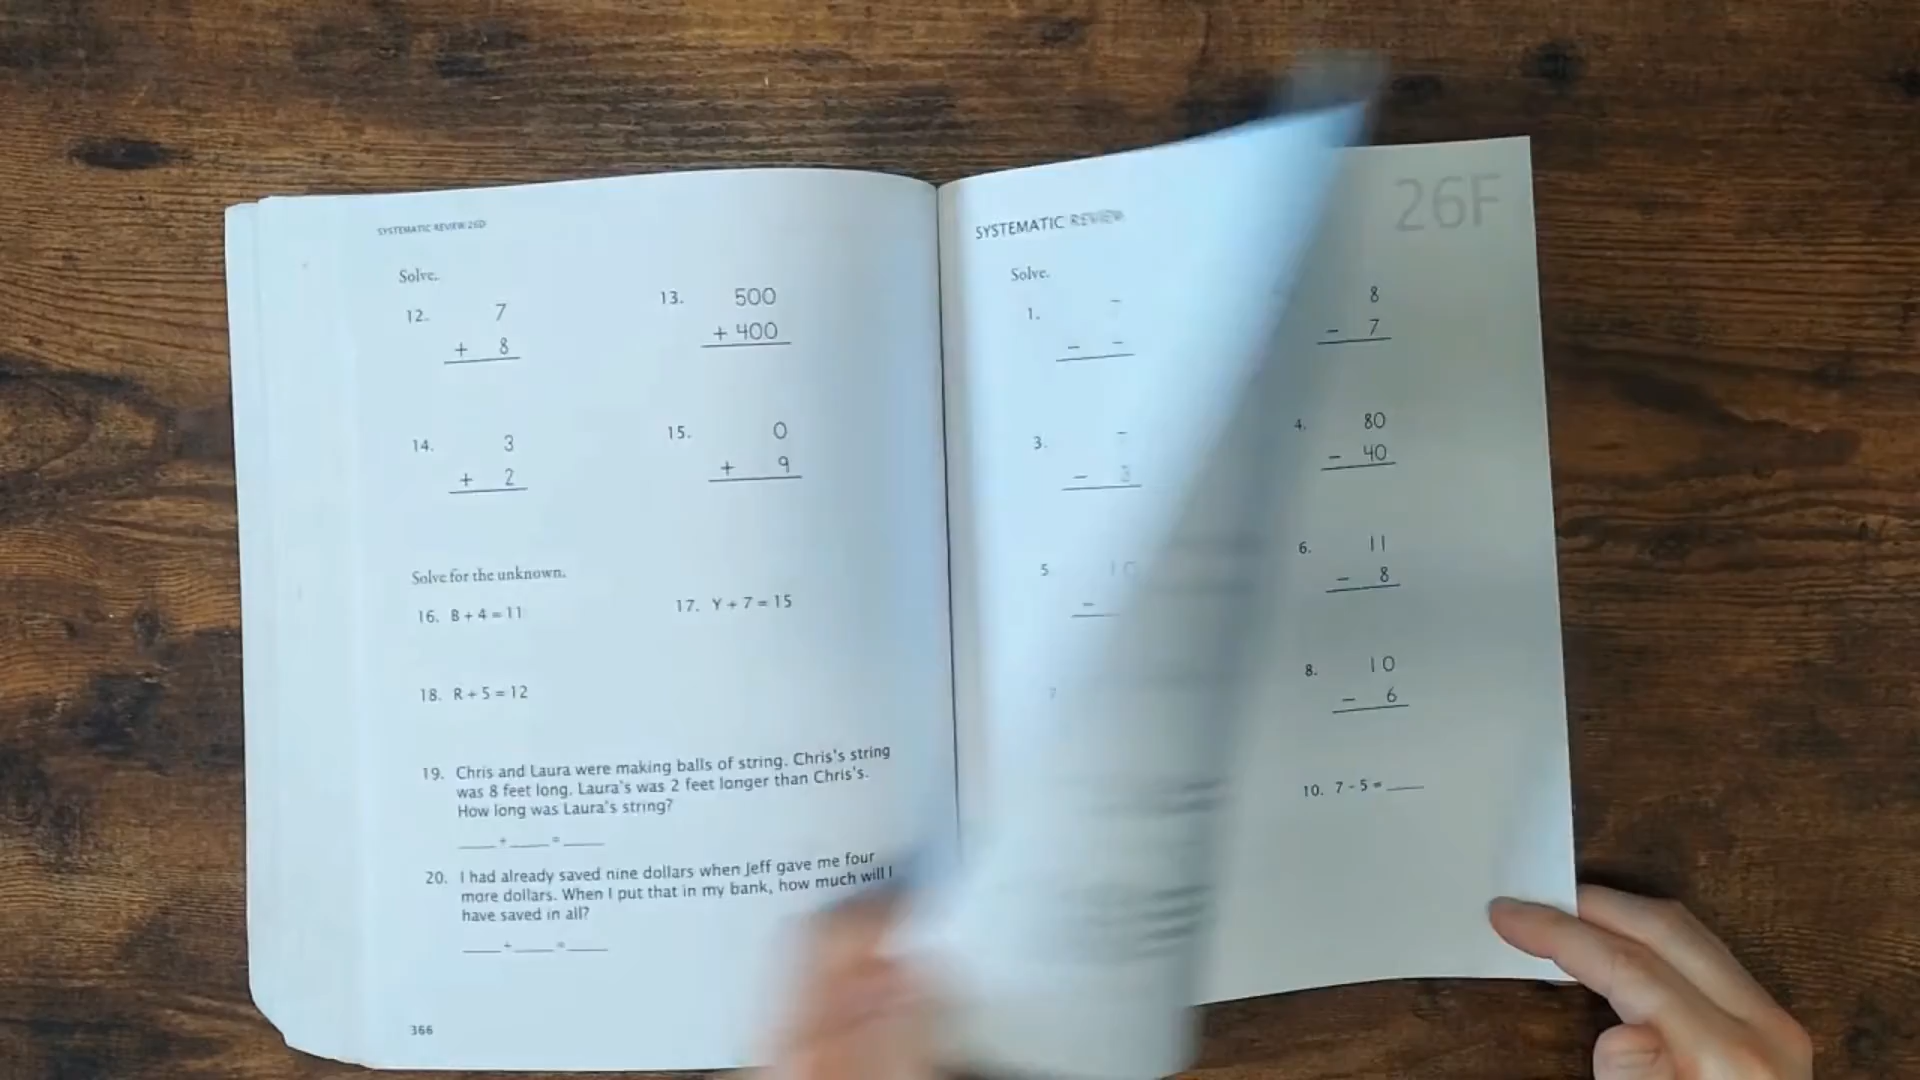 SYSTEMATIC REVIEW 26D
Solve.
12. 7
+ 8
13. 500
+ 400
14. 3
+ 2
15. 0
+ 9
Solve for the unknown.
16. B + 4 = 11
17. Y + 7 = 15
18. R + 5 = 12
19. Chris and Laura were making balls of string. Chris's string
was 8 feet long. Laura's was 2 feet longer than Chris's.
How long was Laura's string?
____ + ____ = ____
20. I had already saved nine dollars when Jeff gave me four
more dollars. When I put that in my bank, how much will I
have saved in all?
____ + ____ = ____
366
SYSTEMATIC REVIEW
26F
Solve.
1.
8
- 7
3.
4. 80
- 40
5. 10
-
6. 11
- 8
8. 10
- 6
10. 7 - 5 = ____